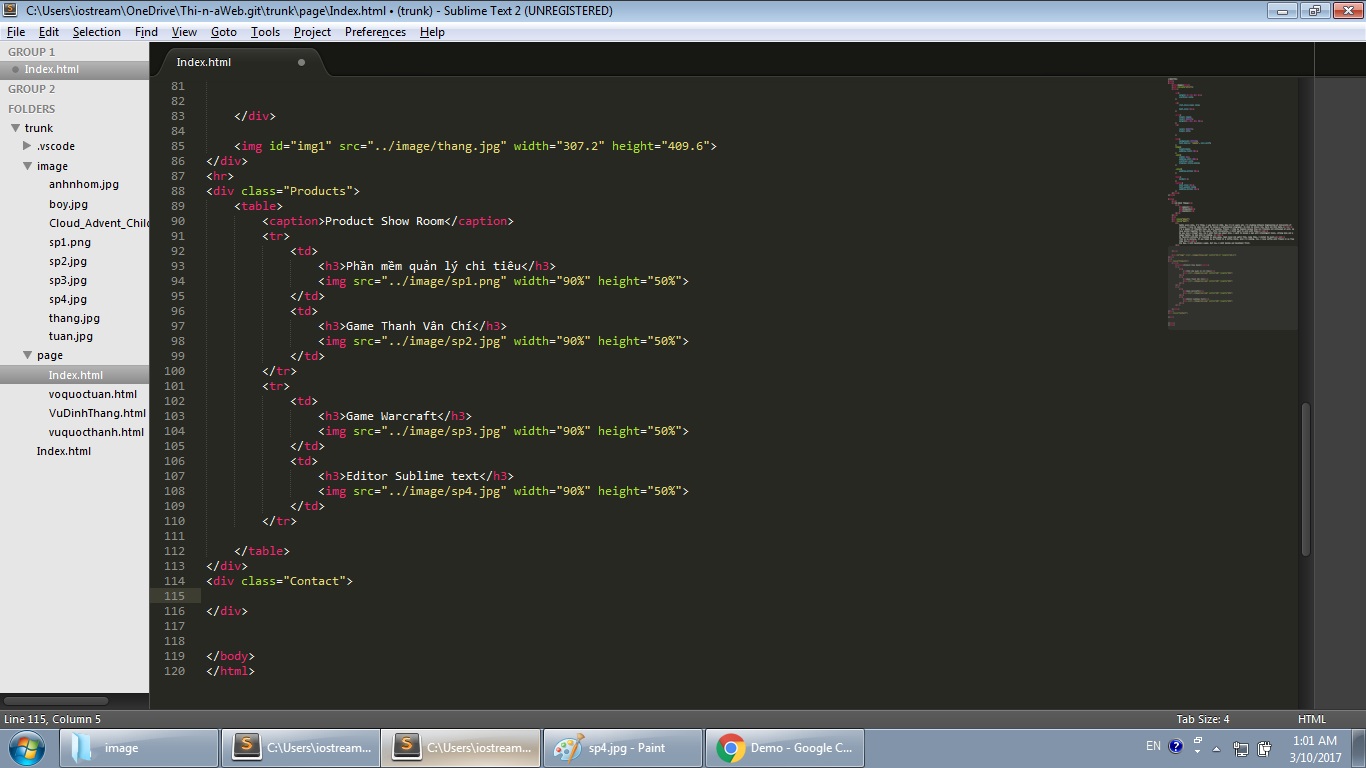 C:\Users\iostream\OneDrive\Thi-n-aWeb.git\trunk\page\Index.html • (trunk) - Sublime Text 2 (UNREGISTERED)
File Edit Selection Find View Goto Tools Project Preferences Help
GROUP 1
Index.html
GROUP 2
FOLDERS
trunk
.vscode
image
anhnhom.jpg
boy.jpg
Cloud_Advent_Chil
sp1.png
sp2.jpg
sp3.jpg
sp4.jpg
thang.jpg
tuan.jpg
page
Index.html
voquoctuan.html
VuDinhThang.html
vuquocthanh.html
Index.html
Index.html
81
82
83 </div>
84
85 <img id="img1" src="../image/thang.jpg" width="307.2" height="409.6">
86 </div>
87 <hr>
88 <div class="Products">
89 <table>
90 <caption>Product Show Room</caption>
91 <tr>
92 <td>
93 <h3>Phần mềm quản lý chi tiêu</h3>
94 <img src="../image/sp1.png" width="90%" height="50%">
95 </td>
96 <td>
97 <h3>Game Thanh Vân Chí</h3>
98 <img src="../image/sp2.jpg" width="90%" height="50%">
99 </td>
100 </tr>
101 <tr>
102 <td>
103 <h3>Game Warcraft</h3>
104 <img src="../image/sp3.jpg" width="90%" height="50%">
105 </td>
106 <td>
107 <h3>Editor Sublime text</h3>
108 <img src="../image/sp4.jpg" width="90%" height="50%">
109 </td>
110 </tr>
111
112 </table>
113 </div>
114 <div class="Contact">
115
116 </div>
117
118
119 </body>
120 </html>
Line 115, Column 5 Tab Size: 4 HTML
image C:\Users\iostream... C:\Users\iostream... sp4.jpg - Paint Demo - Google C... EN 1:01 AM
3/10/2017